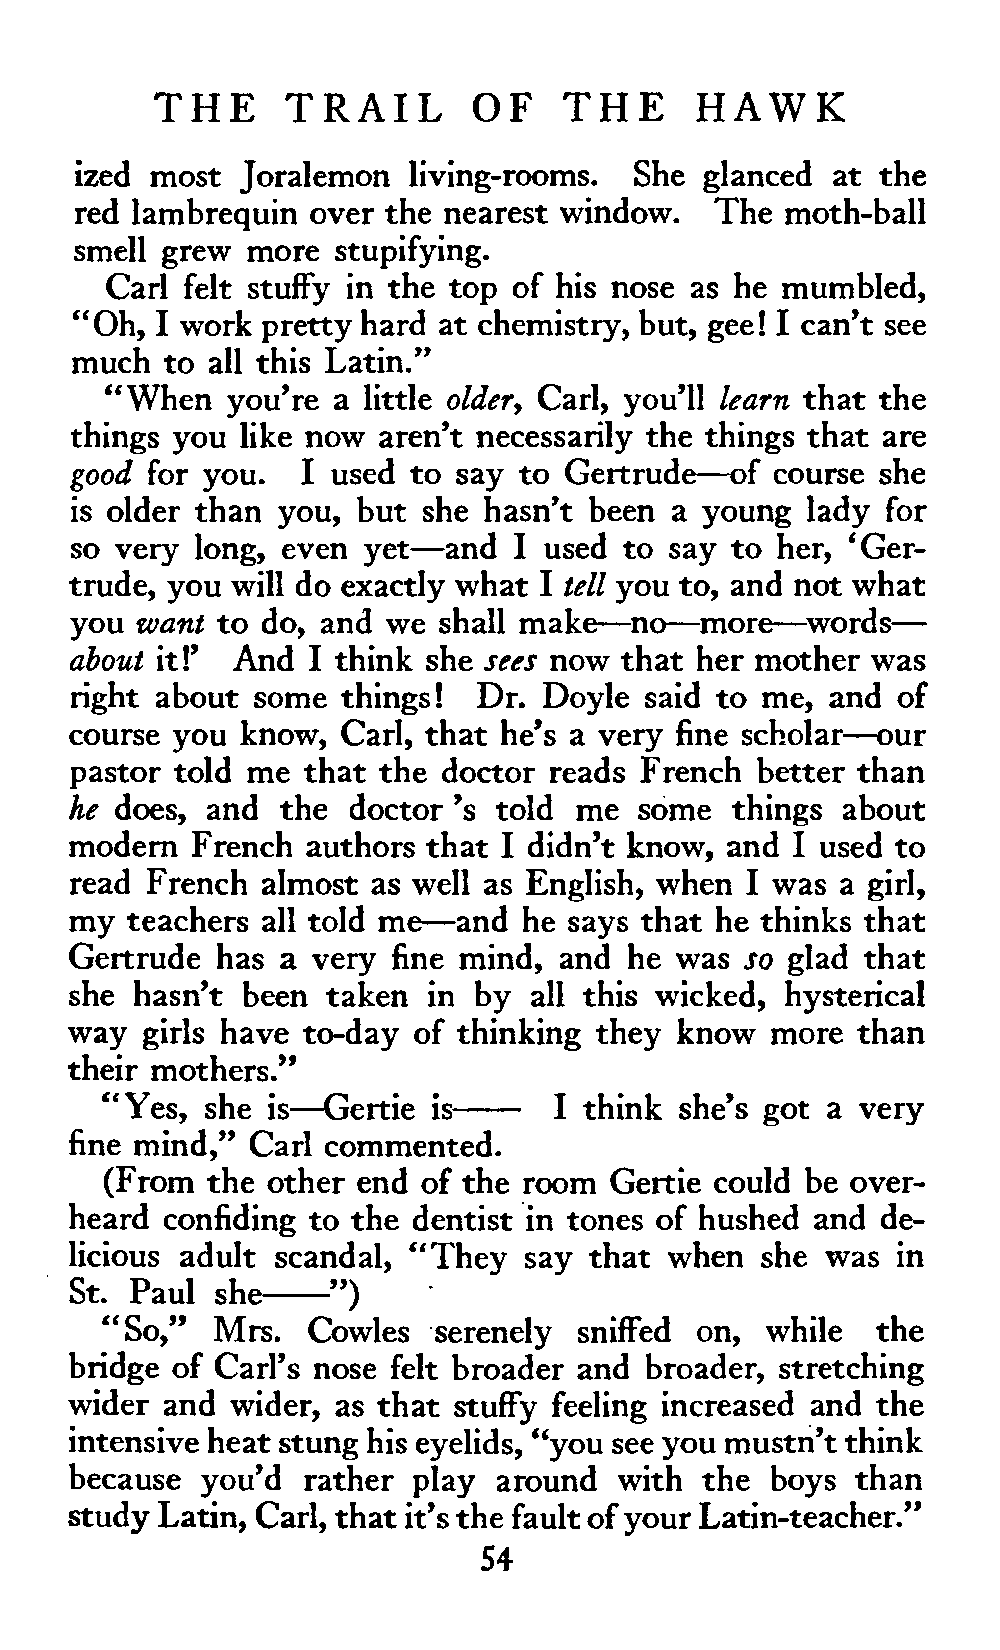 THE TRAIL OF THE HAWK
ized most Joralemon living-rooms. She glanced at the
red lambrequin over the nearest window. The moth-ball
smell grew more stupifying.
Carl felt stuffy in the top of his nose as he mumbled,
"Oh, I work pretty hard at chemistry, but, gee! I can't see
much to all this Latin."
"When you're a little older, Carl, you'll learn that the
things you like now aren't necessarily the things that are
good for you. I used to say to Gertrude—of course she
is older than you, but she hasn't been a young lady for
so very long, even yet—and I used to say to her, 'Ger-
trude, you will do exactly what I tell you to, and not what
you want to do, and we shall make—no—more—words—
about it!' And I think she sees now that her mother was
right about some things! Dr. Doyle said to me, and of
course you know, Carl, that he's a very fine scholar—our
pastor told me that the doctor reads French better than
he does, and the doctor 's told me some things about
modern French authors that I didn't know, and I used to
read French almost as well as English, when I was a girl,
my teachers all told me—and he says that he thinks that
Gertrude has a very fine mind, and he was so glad that
she hasn't been taken in by all this wicked, hysterical
way girls have to-day of thinking they know more than
their mothers."
"Yes, she is—Gertie is—— I think she's got a very
fine mind," Carl commented.
(From the other end of the room Gertie could be over-
heard confiding to the dentist in tones of hushed and de-
licious adult scandal, "They say that when she was in
St. Paul she——")
"So," Mrs. Cowles serenely sniffed on, while the
bridge of Carl's nose felt broader and broader, stretching
wider and wider, as that stuffy feeling increased and the
intensive heat stung his eyelids, "you see you mustn't think
because you'd rather play around with the boys than
study Latin, Carl, that it's the fault of your Latin-teacher."
54